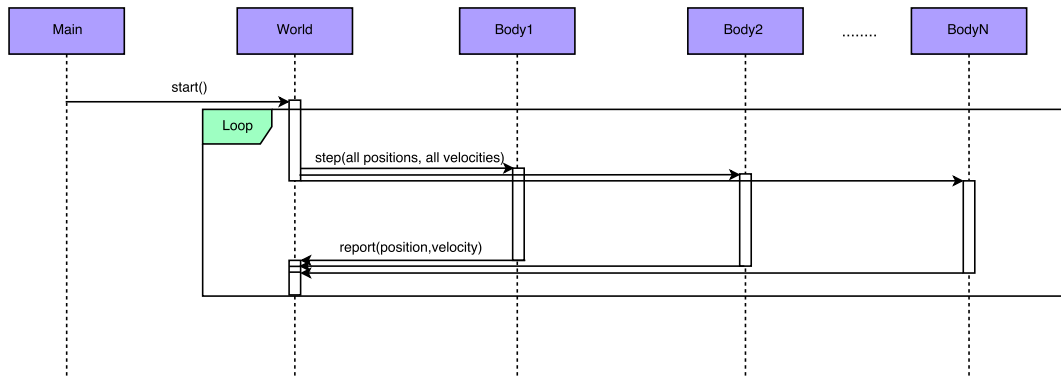 Main
World
Body1
Body2
........
BodyN
start()
Loop
step(all positions, all velocities)
report(position,velocity)